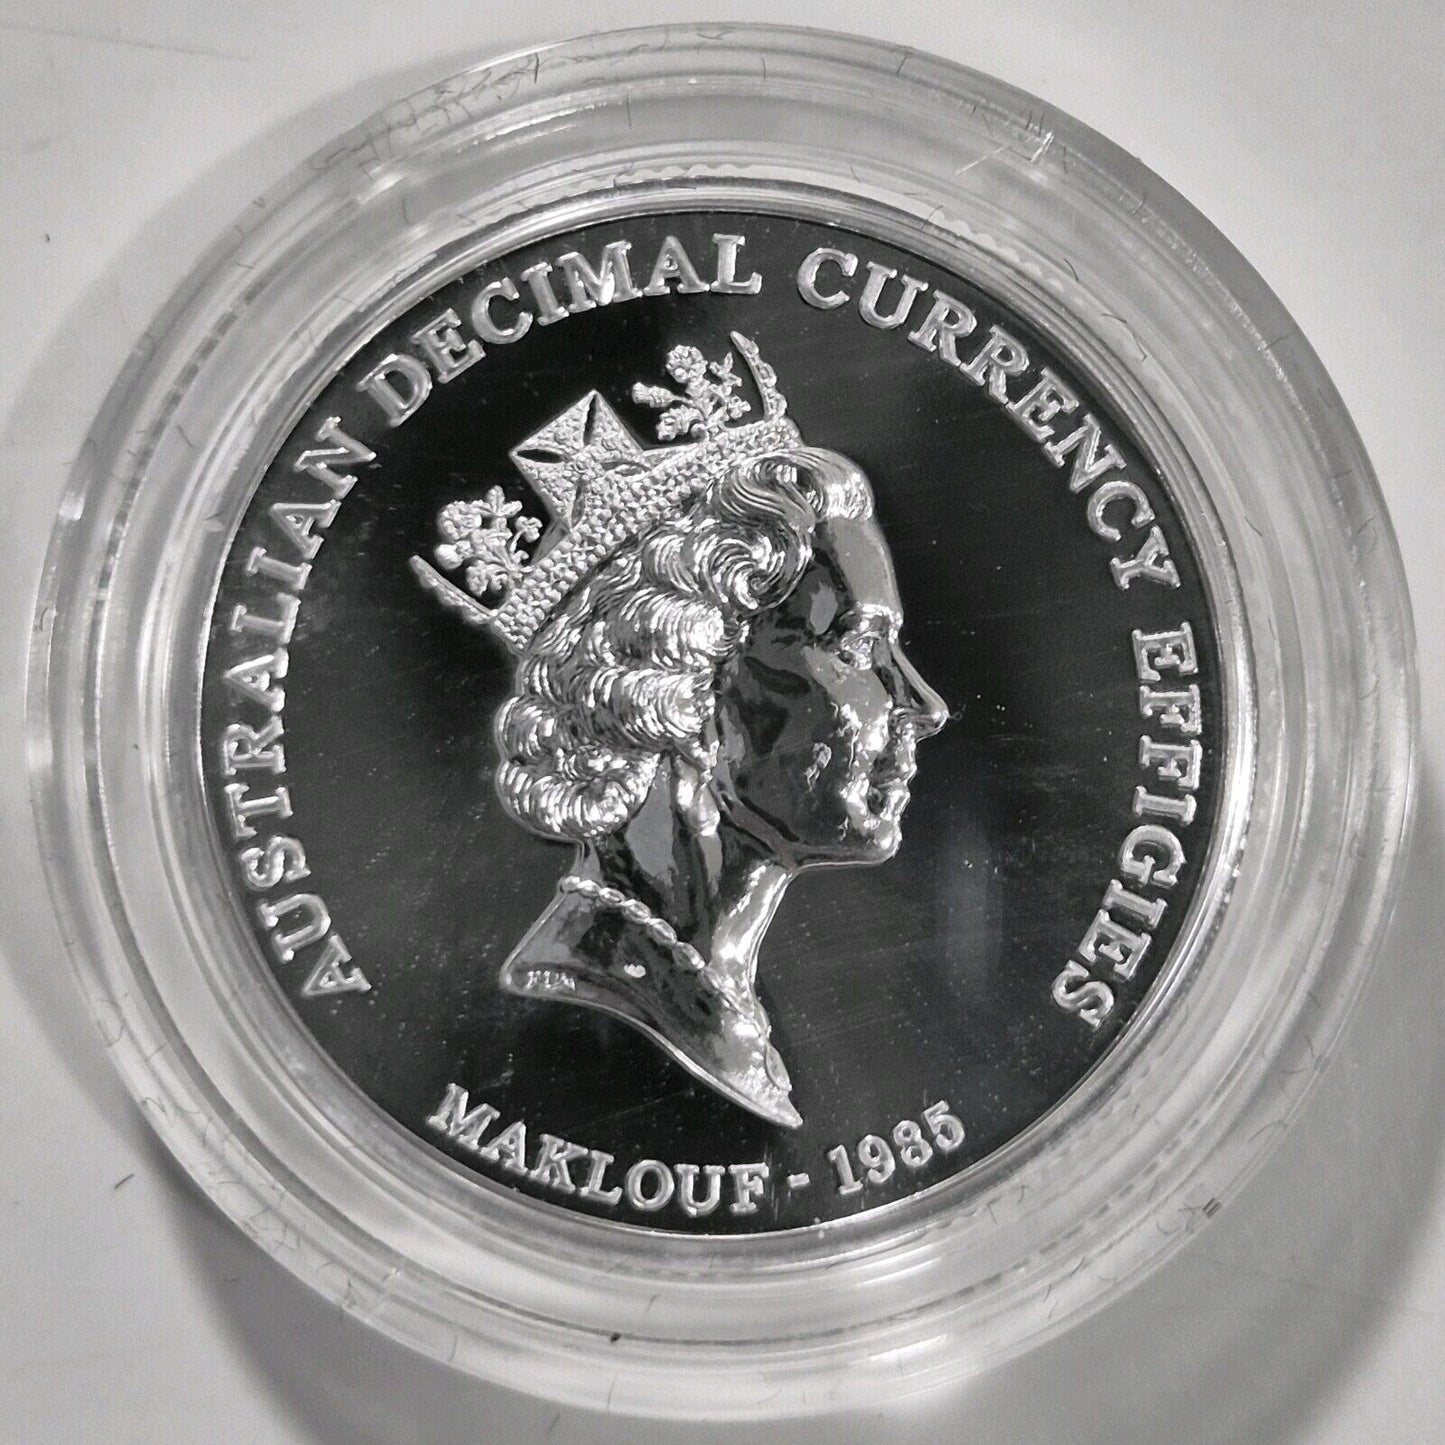 AUSTRALIAN DECIMAL CURRENCY EFFIGIES
MAKLOUF - 1985